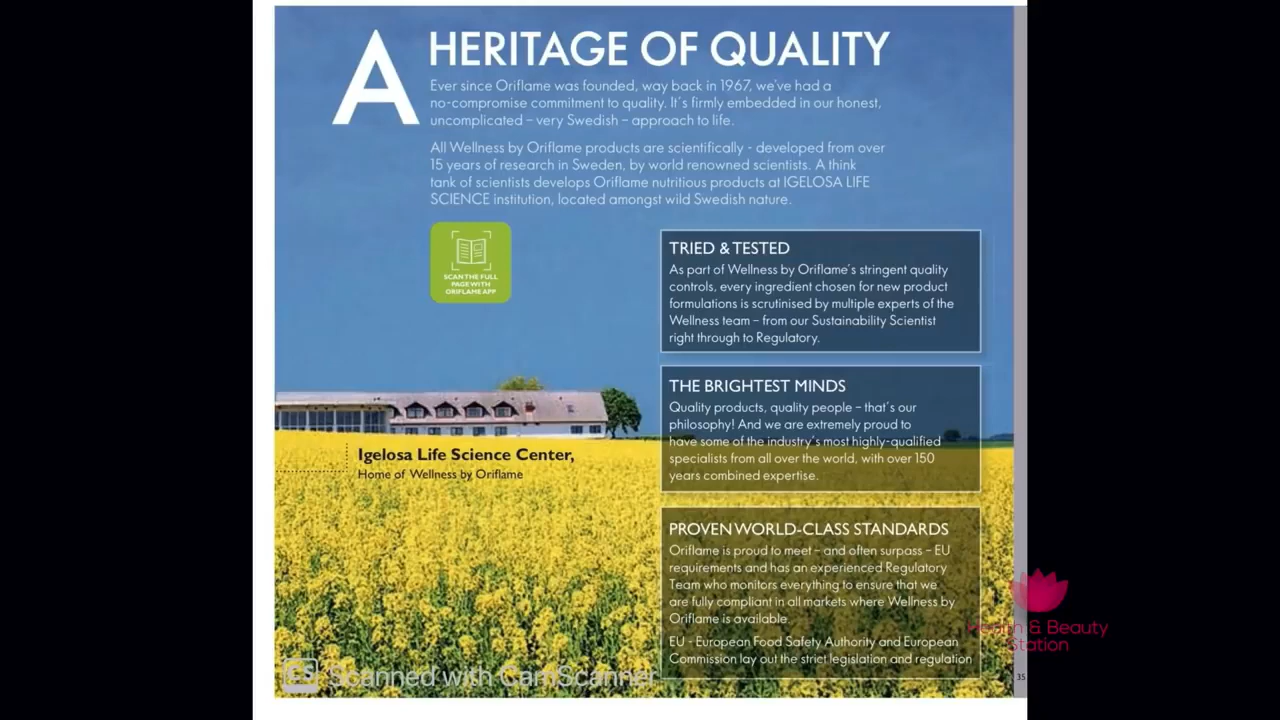 A HERITAGE OF QUALITY
Ever since Oriflame was founded, way back in 1967, we've had a
no-compromise commitment to quality. It's firmly embedded in our honest,
uncomplicated – very Swedish – approach to life.
All Wellness by Oriflame products are scientifically - developed from over
15 years of research in Sweden, by world renowned scientists. A think
tank of scientists develops Oriflame nutritious products at IGELOSA LIFE
SCIENCE institution, located amongst wild Swedish nature.
SCAN THE FULL
PAGE WITH
ORIFLAME APP
TRIED & TESTED
As part of Wellness by Oriflame's stringent quality
controls, every ingredient chosen for new product
formulations is scrutinised by multiple experts of the
Wellness team – from our Sustainability Scientist
right through to Regulatory.
THE BRIGHTEST MINDS
Quality products, quality people – that's our
philosophy! And we are extremely proud to
have some of the industry's most highly-qualified
specialists from all over the world, with over 150
years combined expertise.
Igelosa Life Science Center,
Home of Wellness by Oriflame
PROVEN WORLD-CLASS STANDARDS
Oriflame is proud to meet – and often surpass – EU
requirements and has an experienced Regulatory
Team who monitors everything to ensure that we
are fully compliant in all markets where Wellness by
Oriflame is available.
EU - European Food Safety Authority and European
Commission lay out the strict legislation and regulation
Health & Beauty
Station
CS Scanned with CamScanner
35